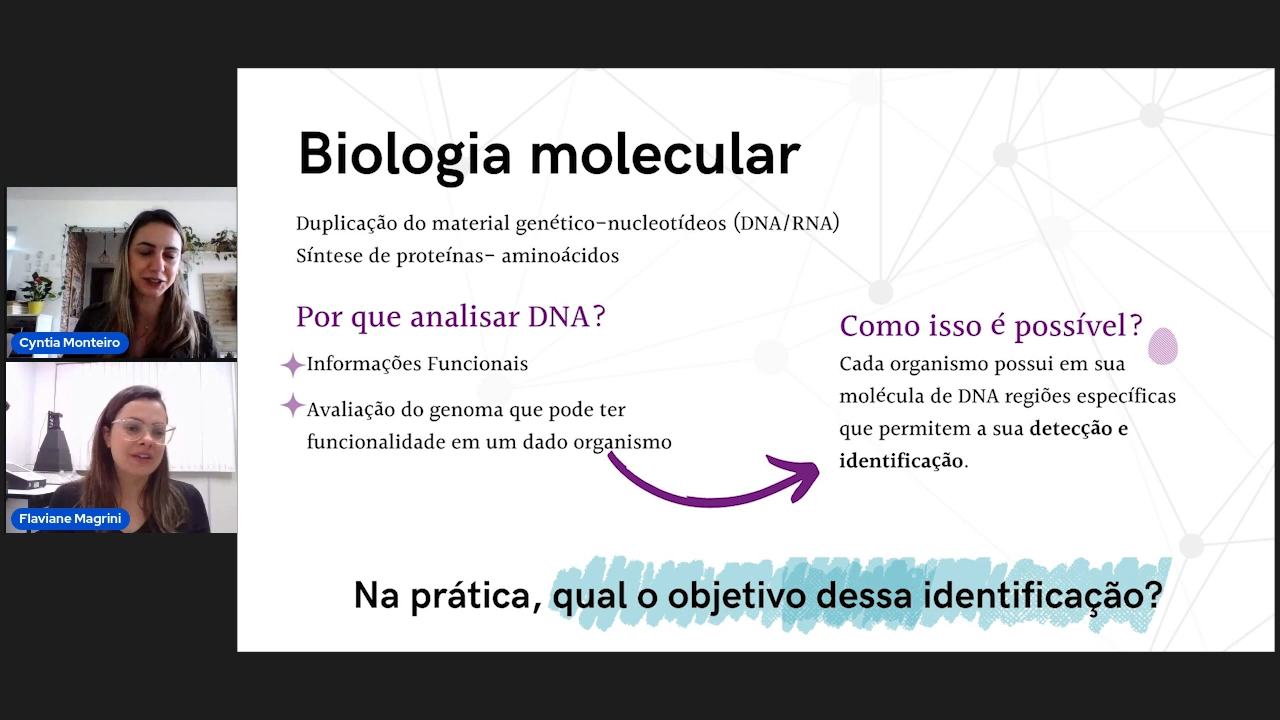 Biologia molecular
Duplicação do material genético-nucleotídeos (DNA/RNA)
Síntese de proteínas- aminoácidos
Por que analisar DNA?
Informações Funcionais
Avaliação do genoma que pode ter
funcionalidade em um dado organismo
Como isso é possível?
Cada organismo possui em sua
molécula de DNA regiões específicas
que permitem a sua detecção e
identificação.
Na prática, qual o objetivo dessa identificação?
Cyntia Monteiro
Flaviane Magrini